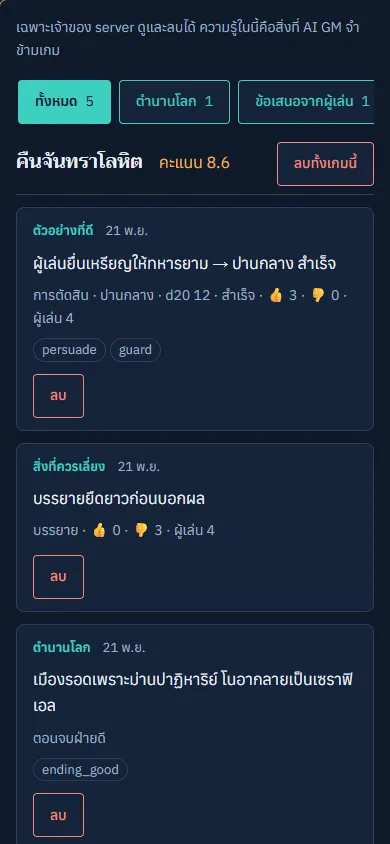 เฉพาะเจ้าของ server ดูและลบได้ ความรู้ในนี้คือสิ่งที่ AI GM จำ
ข้ามเกม
ทั้งหมด 5
ตำนานโลก 1
ข้อเสนอจากผู้เล่น 1
คืนจันทราโลหิต คะแนน 8.6
ลบทั้งเกมนี้
ตัวอย่างที่ดี 21 พ.ย.
ผู้เล่นยื่นเหรียญให้ทหารยาม → ปานกลาง สำเร็จ
การตัดสิน · ปานกลาง · d20 12 · สำเร็จ · 👍 3 · 👎 0 ·
ผู้เล่น 4
persuade guard
ลบ
สิ่งที่ควรเลี่ยง 21 พ.ย.
บรรยายยืดยาวก่อนบอกผล
บรรยาย · 👍 0 · 👎 3 · ผู้เล่น 4
ลบ
ตำนานโลก 21 พ.ย.
เมืองรอดเพราะม่านปาฏิหาริย์ โนอากลายเป็นเซราฟิ
เอล
ตอนจบฝ่ายดี
ending_good
ลบ